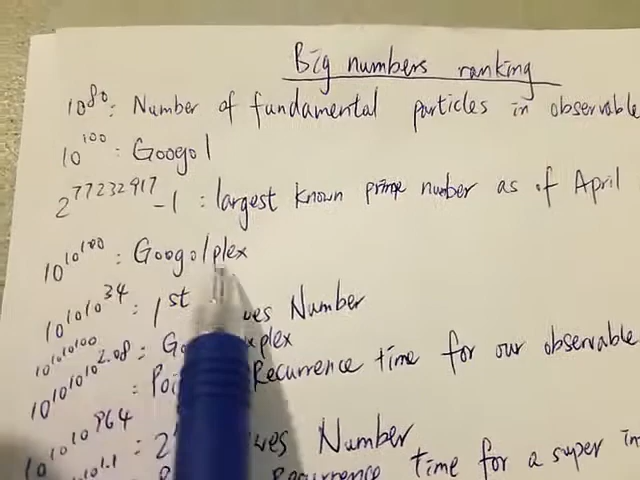 Big numbers ranking
10^80: Number of fundamental particles in observable
10^100: Googol
2^77232917-1: largest known prime number as of April
10^10^100: Googolplex
10^10^10^34: 1st Number
10^10^10^100: plex
10^10^10^10^2.08: Recurrence time for our observable
10^10^10^964: Number
Recurrence time for a super